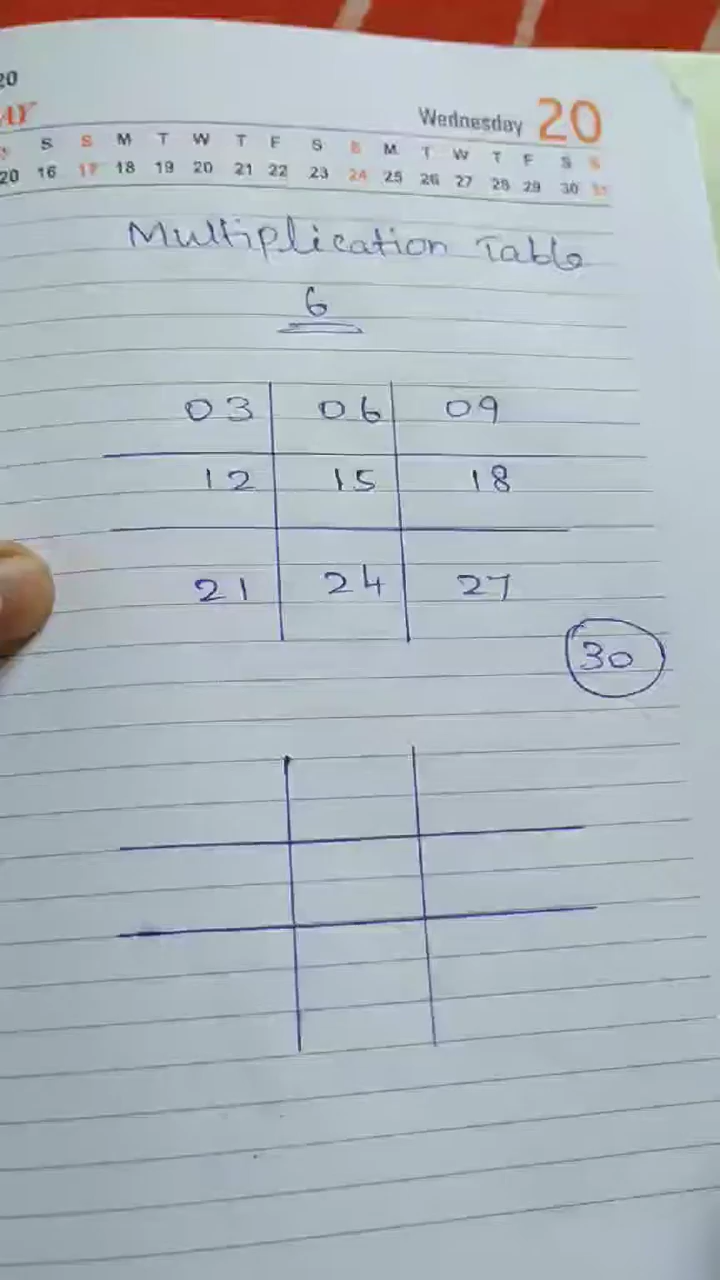 20
AY
Wednesday 20
S S M T W T F S S M T W T F S S
20 16 17 18 19 20 21 22 23 24 25 26 27 28 29 30 31
Multiplication Table
6
03 06 09
12 15 18
21 24 27
30